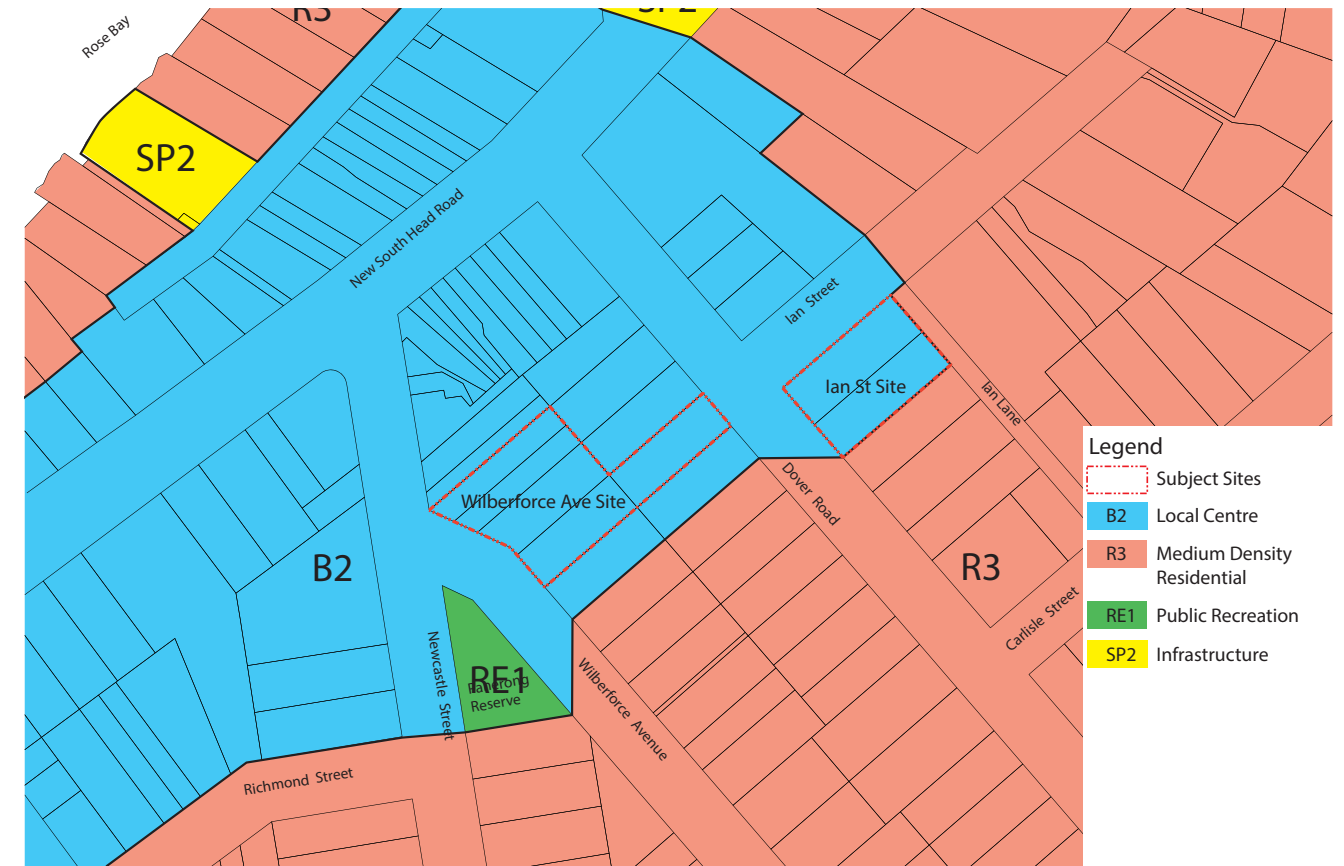 R3
SP2
Rose Bay
SP2
New South Head Road
Ian Street
Ian St Site
Ian Lane
Wilberforce Ave Site
Dover Road
B2
R3
Carlisle Street
Newcastle Street
RE1
Reserve
Wilberforce Avenue
Richmond Street
Legend
Subject Sites
B2 Local Centre
R3 Medium Density
Residential
RE1 Public Recreation
SP2 Infrastructure